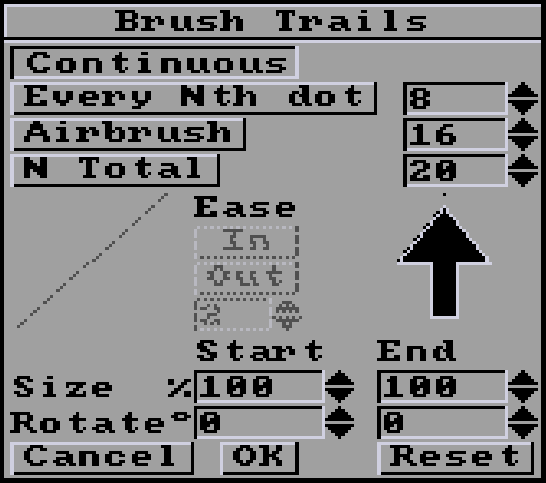 Brush Trails
Continuous
Every Nth dot 8
Airbrush 16
N Total 20
Ease
In
Out
2
Start End
Size % 100 100
Rotate° 0 0
Cancel OK Reset